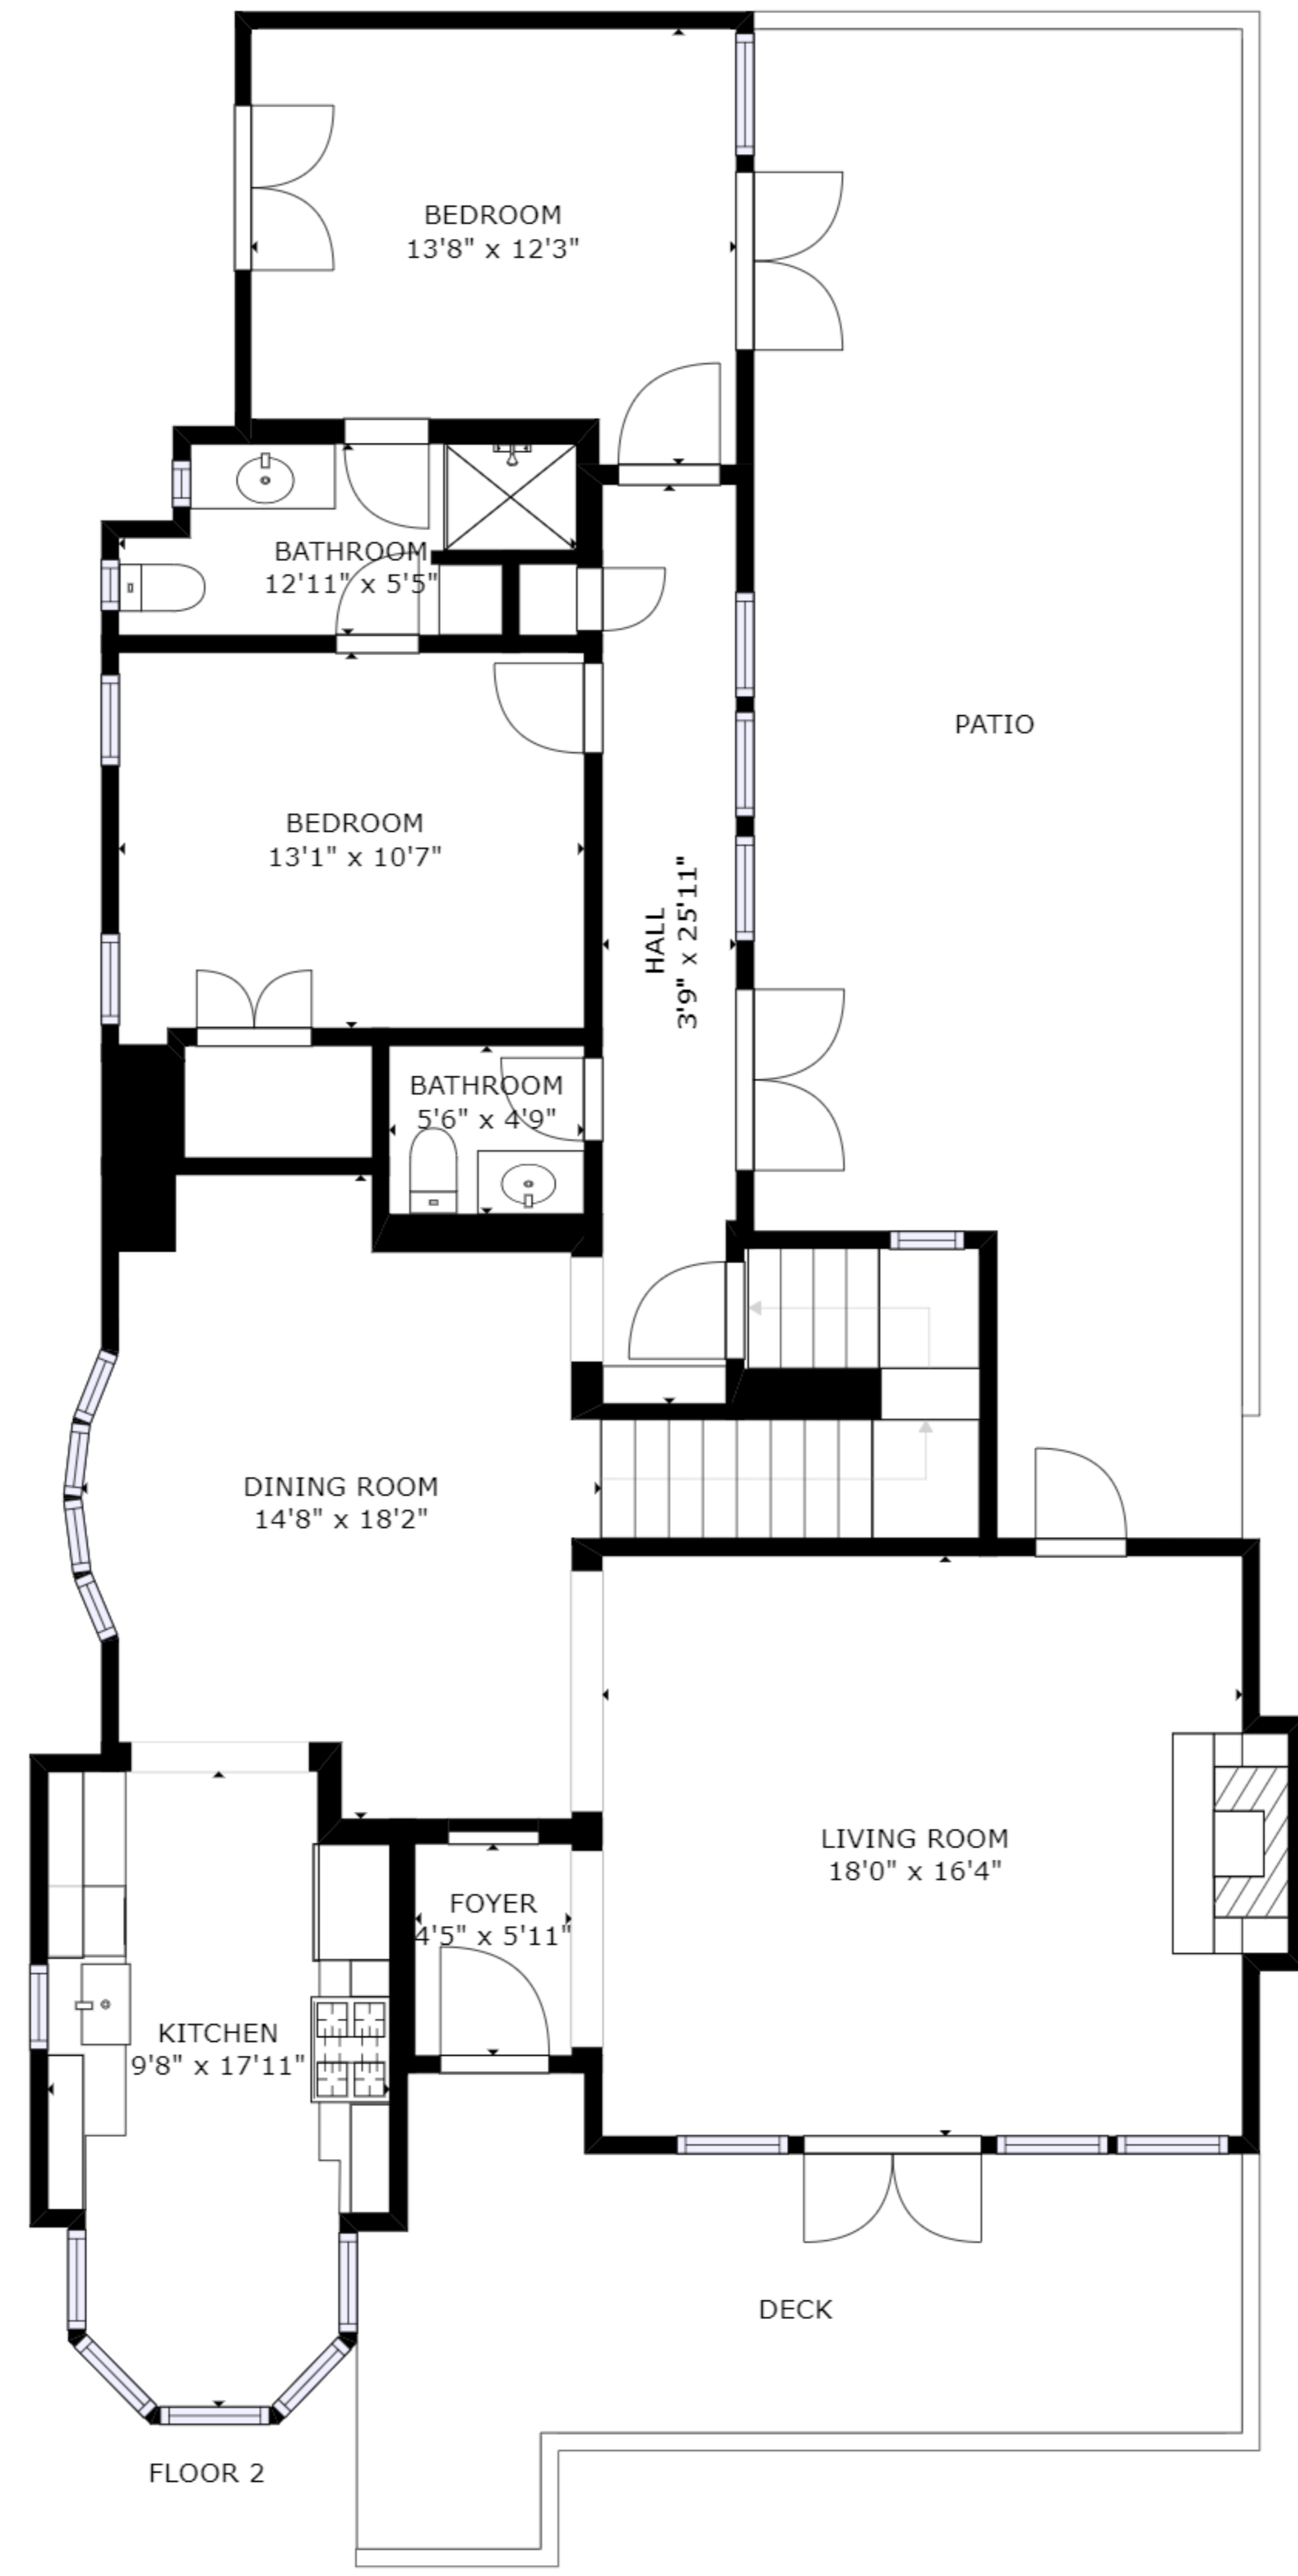 BEDROOM
13'8" x 12'3"
BATHROOM
12'11" x 5'5"
PATIO
BEDROOM
13'1" x 10'7"
HALL
3'9" x 25'11"
BATHROOM
5'6" x 4'9"
DINING ROOM
14'8" x 18'2"
LIVING ROOM
18'0" x 16'4"
FOYER
4'5" x 5'11"
KITCHEN
9'8" x 17'11"
DECK
FLOOR 2